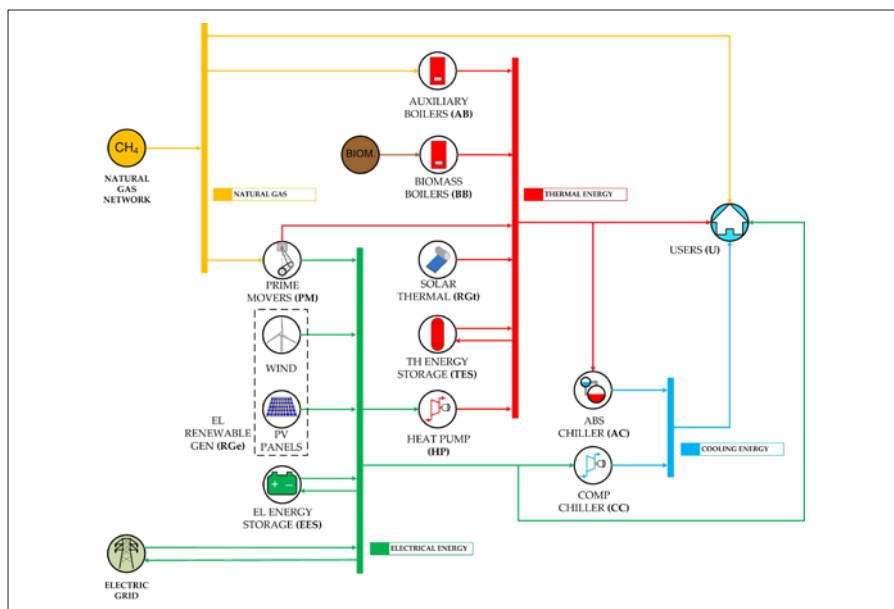 AUXILIARY
BOILERS (AB)
CH₄
NATURAL
GAS
NETWORK
BIOM.
BIOMASS
BOILERS (BB)
NATURAL GAS
THERMAL ENERGY
USERS (U)
PRIME
MOVERS (PM)
SOLAR
THERMAL (RGt)
WIND
TH ENERGY
STORAGE (TES)
EL
RENEWABLE
GEN (RGe)
PV
PANELS
HEAT PUMP
(HP)
ABS
CHILLER (AC)
COOLING ENERGY
EL ENERGY
STORAGE (EES)
COMP
CHILLER (CC)
ELECTRICAL ENERGY
ELECTRIC
GRID